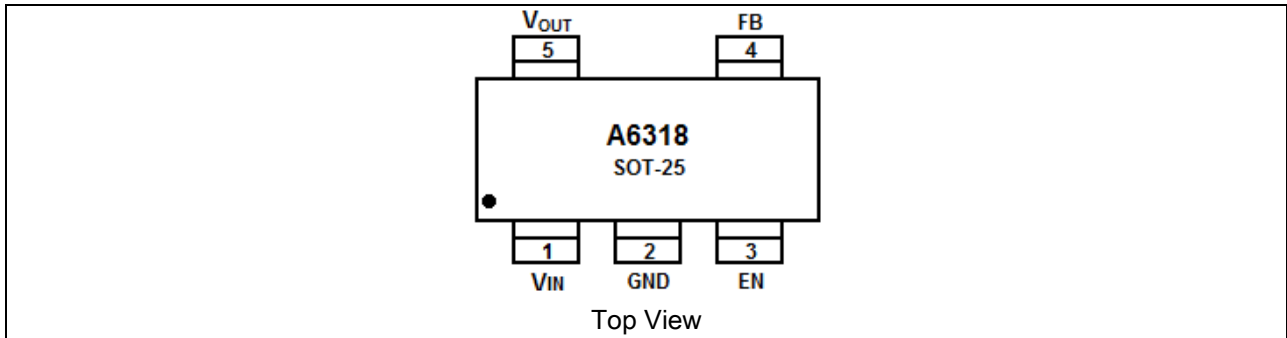 VOUT FB
5 4
A6318
SOT-25
1 2 3
VIN GND EN
Top View